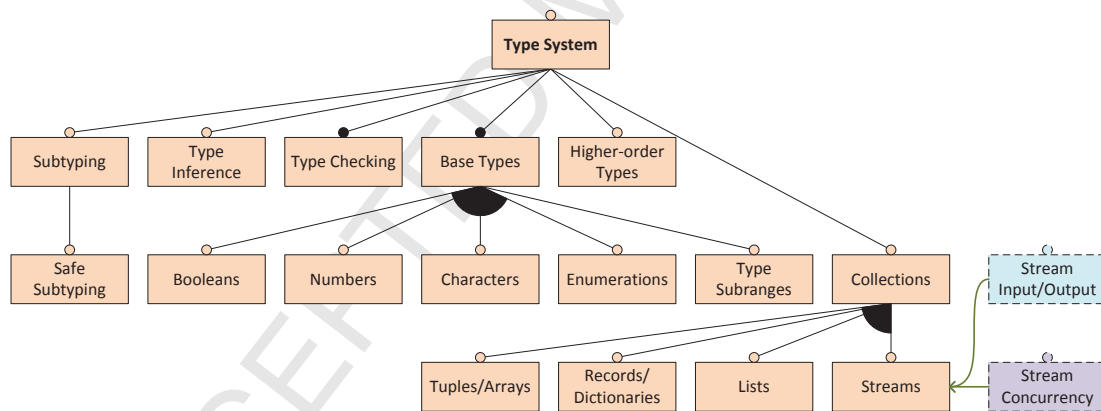 Type System
Subtyping
Type
Inference
Type Checking
Base Types
Higher-order
Types
Safe
Subtyping
Booleans
Numbers
Characters
Enumerations
Type
Subranges
Collections
Stream
Input/Output
Tuples/Arrays
Records/
Dictionaries
Lists
Streams
Stream
Concurrency